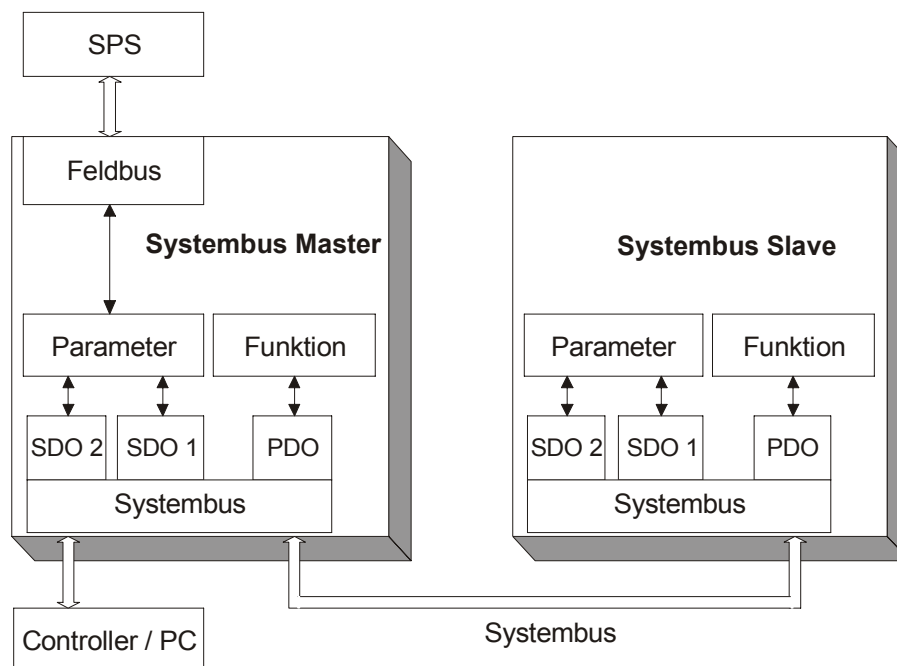 SPS
Feldbus
Systembus Master
Systembus Slave
Parameter
Funktion
Parameter
Funktion
SDO 2
SDO 1
PDO
SDO 2
SDO 1
PDO
Systembus
Systembus
Controller / PC
Systembus